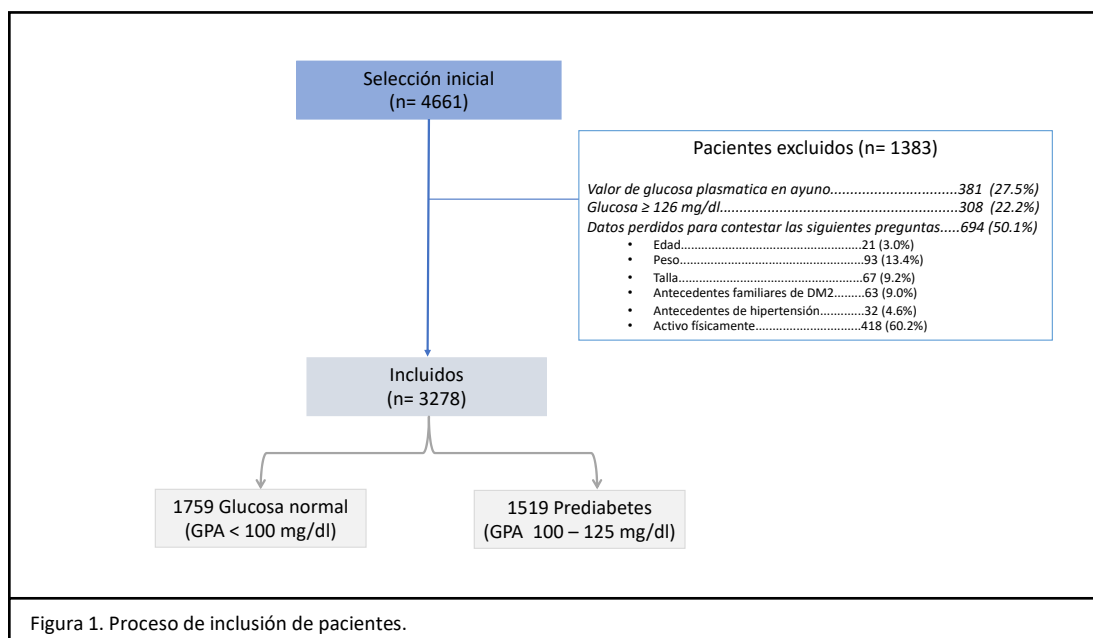 Selección inicial
(n= 4661)
Pacientes excluidos (n= 1383)
Valor de glucosa plasmatica en ayuno................................381 (27.5%)
Glucosa ≥ 126 mg/dl............................................................308 (22.2%)
Datos perdidos para contestar las siguientes preguntas.....694 (50.1%)
• Edad.....................................................21 (3.0%)
• Peso.....................................................93 (13.4%)
• Talla.....................................................67 (9.2%)
• Antecedentes familiares de DM2........63 (9.0%)
• Antecedentes de hipertensión............32 (4.6%)
• Activo físicamente..............................418 (60.2%)
Incluidos
(n= 3278)
1759 Glucosa normal
(GPA < 100 mg/dl)
1519 Prediabetes
(GPA 100 – 125 mg/dl)
Figura 1. Proceso de inclusión de pacientes.